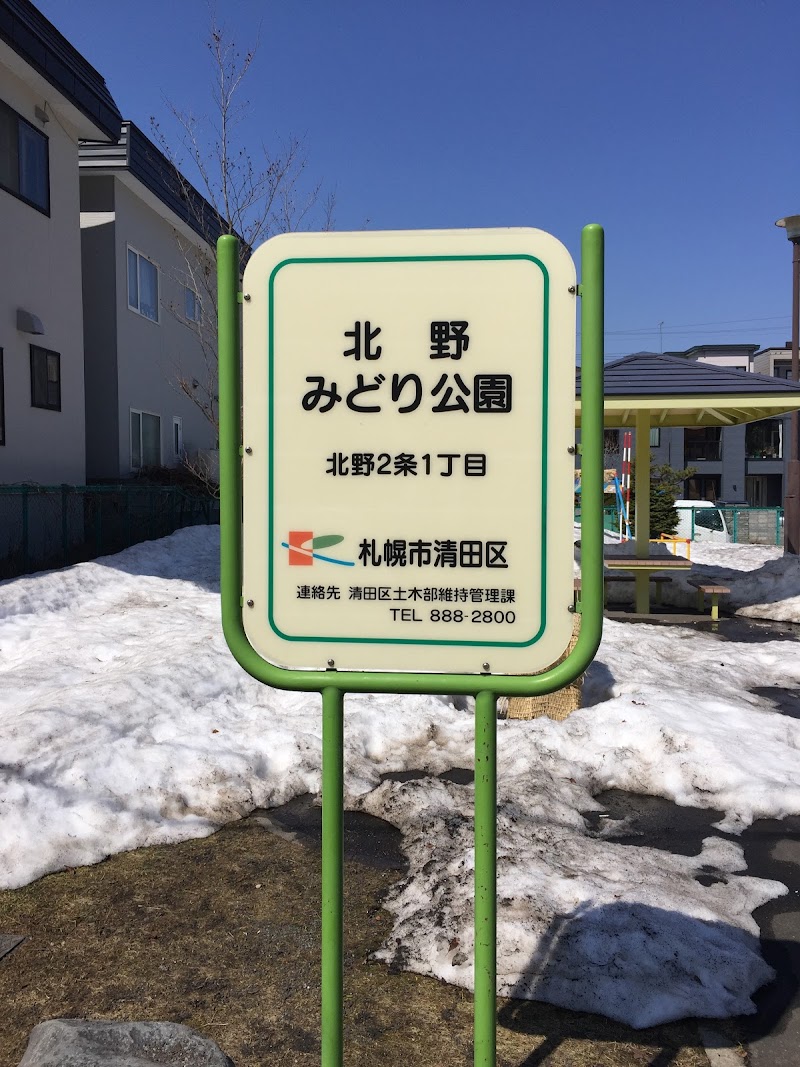 北　野
みどり公園
北野2条1丁目
札幌市清田区
連絡先 清田区土木部維持管理課
TEL 888-2800